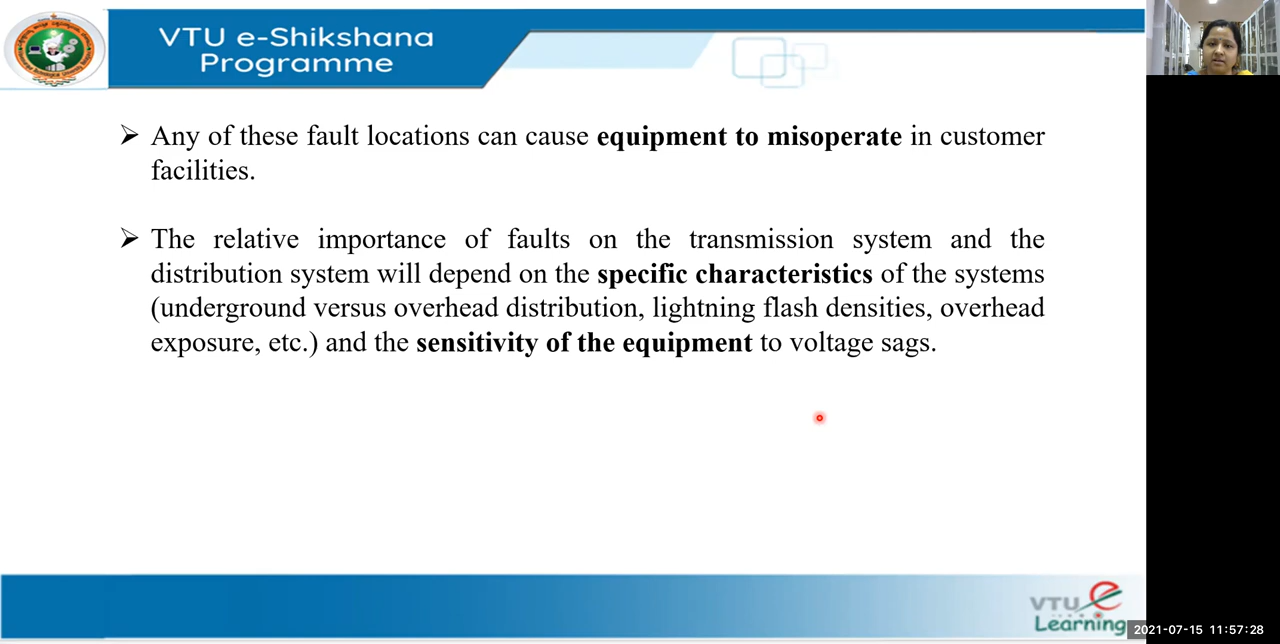 VTU e-Shikshana
Programme
➢ Any of these fault locations can cause equipment to misoperate in customer
facilities.
➢ The relative importance of faults on the transmission system and the
distribution system will depend on the specific characteristics of the systems
(underground versus overhead distribution, lightning flash densities, overhead
exposure, etc.) and the sensitivity of the equipment to voltage sags.
VTU e
Learning
2021-07-15 11:57:28